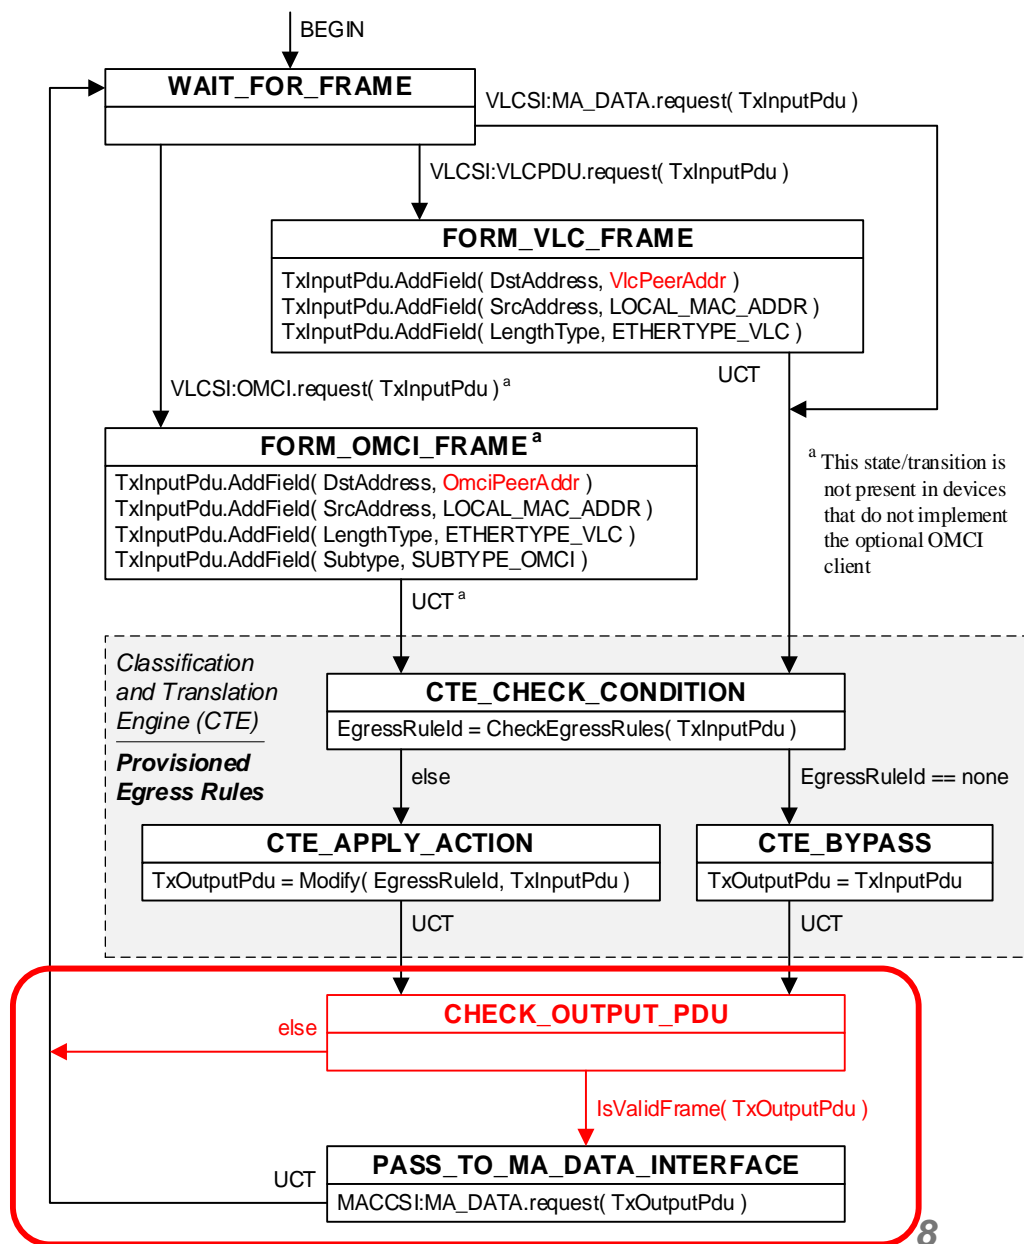 BEGIN
WAIT_FOR_FRAME
VLCSI:MA_DATA.request( TxInputPdu )
VLCSI:VLCPDU.request( TxInputPdu )
FORM_VLC_FRAME
TxInputPdu.AddField( DstAddress, VlcPeerAddr )
TxInputPdu.AddField( SrcAddress, LOCAL_MAC_ADDR )
TxInputPdu.AddField( LengthType, ETHERTYPE_VLC )
UCT
VLCSI:OMCI.request( TxInputPdu ) a
FORM_OMCI_FRAME a
TxInputPdu.AddField( DstAddress, OmciPeerAddr )
TxInputPdu.AddField( SrcAddress, LOCAL_MAC_ADDR )
TxInputPdu.AddField( LengthType, ETHERTYPE_VLC )
TxInputPdu.AddField( Subtype, SUBTYPE_OMCI )
a This state/transition is
not present in devices
that do not implement
the optional OMCI
client
UCT a
Classification
and Translation
Engine (CTE)
Provisioned
Egress Rules
CTE_CHECK_CONDITION
EgressRuleId = CheckEgressRules( TxInputPdu )
else
EgressRuleId == none
CTE_APPLY_ACTION
TxOutputPdu = Modify( EgressRuleId, TxInputPdu )
CTE_BYPASS
TxOutputPdu = TxInputPdu
UCT
UCT
CHECK_OUTPUT_PDU
else
IsValidFrame( TxOutputPdu )
PASS_TO_MA_DATA_INTERFACE
UCT
MACCSI:MA_DATA.request( TxOutputPdu )
8